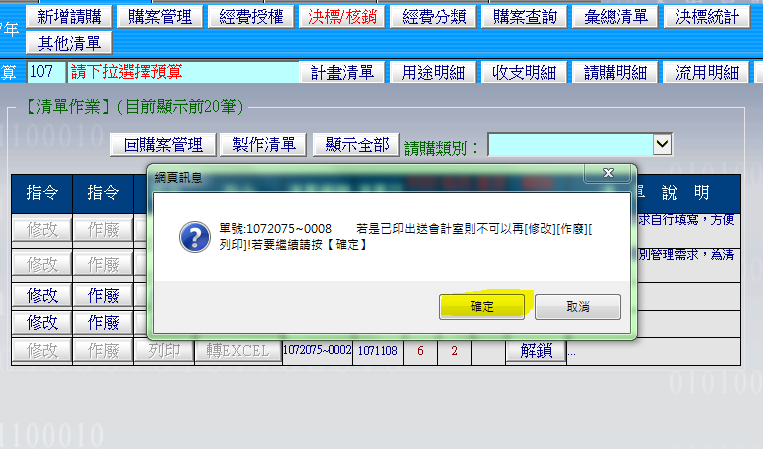 新增請購 購案管理 經費授權 決標/核銷 經費分類 購案查詢 彙總清單 決標統計
/年
其他清單
算 107 請下拉選擇預算 計畫清單 用途明細 收支明細 請購明細 流用明細
【清單作業】(目前顯示前20筆)
回購案管理 製作清單 顯示全部 請購類別：
網頁訊息
指令 指令 單 說 明
修改 作廢 求自行填寫，方便
單號:1072075~0008 若是已印出送會計室則不可以再[修改][作廢][
列印]!若要繼續請按【確定】
修改 作廢 別管理需求，為清
修改 作廢
確定 取消
修改 作廢
修改 作廢 列印 轉EXCEL 1072075~0002 1071108 6 2 解鎖 ...